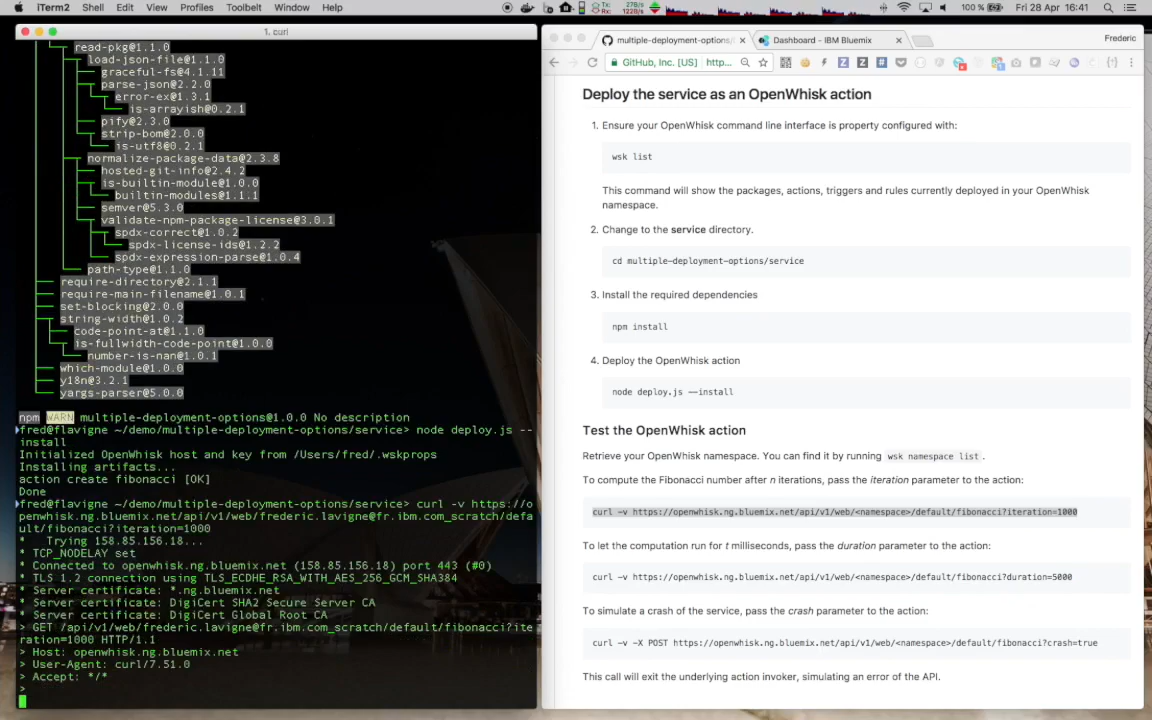 iTerm2 Shell Edit View Profiles Toolbelt Window Help
100 % Fri 28 Apr 16:41
1. curl
read-pkg@1.1.0
load-json-file@1.1.0
graceful-fs@4.1.11
parse-json@2.2.0
error-ex@1.3.1
is-arrayish@0.2.1
pify@2.3.0
strip-bom@2.0.0
is-utf8@0.2.1
normalize-package-data@2.3.8
hosted-git-info@2.4.2
is-builtin-module@1.0.0
builtin-modules@1.1.1
semver@5.3.0
validate-npm-package-license@3.0.1
spdx-correct@1.0.2
spdx-license-ids@1.2.2
spdx-expression-parse@1.0.4
path-type@1.1.0
require-directory@2.1.1
require-main-filename@1.0.1
set-blocking@2.0.0
string-width@1.0.2
code-point-at@1.1.0
is-fullwidth-code-point@1.0.0
number-is-nan@1.0.1
which-module@1.0.0
y18n@3.2.1
yargs-parser@5.0.0
npm WARN multiple-deployment-options@1.0.0 No description
fred@flavigne ~/demo/multiple-deployment-options/service> node deploy.js --
install
Initialized OpenWhisk host and key from /Users/fred/.wskprops
Installing artifacts...
action create fibonacci [OK]
Done
fred@flavigne ~/demo/multiple-deployment-options/service> curl -v https://o
penwhisk.ng.bluemix.net/api/v1/web/frederic.lavigne@fr.ibm.com_scratch/defa
ult/fibonacci?iteration=1000
*   Trying 158.85.156.18...
* TCP_NODELAY set
* Connected to openwhisk.ng.bluemix.net (158.85.156.18) port 443 (#0)
* TLS 1.2 connection using TLS_ECDHE_RSA_WITH_AES_256_GCM_SHA384
* Server certificate: *.ng.bluemix.net
* Server certificate: DigiCert SHA2 Secure Server CA
* Server certificate: DigiCert Global Root CA
> GET /api/v1/web/frederic.lavigne@fr.ibm.com_scratch/default/fibonacci?ite
ration=1000 HTTP/1.1
> Host: openwhisk.ng.bluemix.net
> User-Agent: curl/7.51.0
> Accept: */*
>
multiple-deployment-options/ Dashboard - IBM Bluemix Frederic
GitHub, Inc. [US] http...
Deploy the service as an OpenWhisk action
1. Ensure your OpenWhisk command line interface is property configured with:
wsk list
This command will show the packages, actions, triggers and rules currently deployed in your OpenWhisk
namespace.
2. Change to the service directory.
cd multiple-deployment-options/service
3. Install the required dependencies
npm install
4. Deploy the OpenWhisk action
node deploy.js --install
Test the OpenWhisk action
Retrieve your OpenWhisk namespace. You can find it by running wsk namespace list .
To compute the Fibonacci number after n iterations, pass the iteration parameter to the action:
curl -v https://openwhisk.ng.bluemix.net/api/v1/web/<namespace>/default/fibonacci?iteration=1000
To let the computation run for t milliseconds, pass the duration parameter to the action:
curl -v https://openwhisk.ng.bluemix.net/api/v1/web/<namespace>/default/fibonacci?duration=5000
To simulate a crash of the service, pass the crash parameter to the action:
curl -v -X POST https://openwhisk.ng.bluemix.net/api/v1/web/<namespace>/default/fibonacci?crash=true
This call will exit the underlying action invoker, simulating an error of the API.